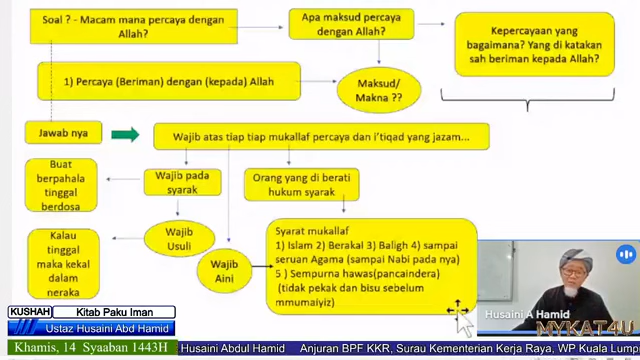 Soal ? - Macam mana percaya dengan
Allah?
Apa maksud percaya
dengan Allah?
Kepercayaan yang
bagaimana? Yang di katakan
sah beriman kepada Allah?
1) Percaya (Beriman) dengan (kepada) Allah
Maksud/
Makna ??
Jawab nya
Wajib atas tiap tiap mukallaf percaya dan i'tiqad yang jazam...
Buat
berpahala
tinggal
berdosa
Wajib pada
syarak
Orang yang di berati
hukum syarak
Kalau
tinggal
maka kekal
dalam
neraka
Wajib
Usuli
Wajib
Aini
Syarat mukallaf
1) Islam 2) Berakal 3) Baligh 4) sampai
seruan Agama (sampai Nabi pada nya)
5 ) Sempurna hawas(pancaindera)
(tidak pekak dan bisu sebelum
mmumaiyiz)
Husaini A Hamid
MYKAT4U
KUSHAH Kitab Paku Iman
Ustaz Husaini Abd Hamid
Khamis, 14 Syaaban 1443H
Husaini Abdul Hamid Anjuran BPF KKR, Surau Kementerian Kerja Raya, WP Kuala Lump